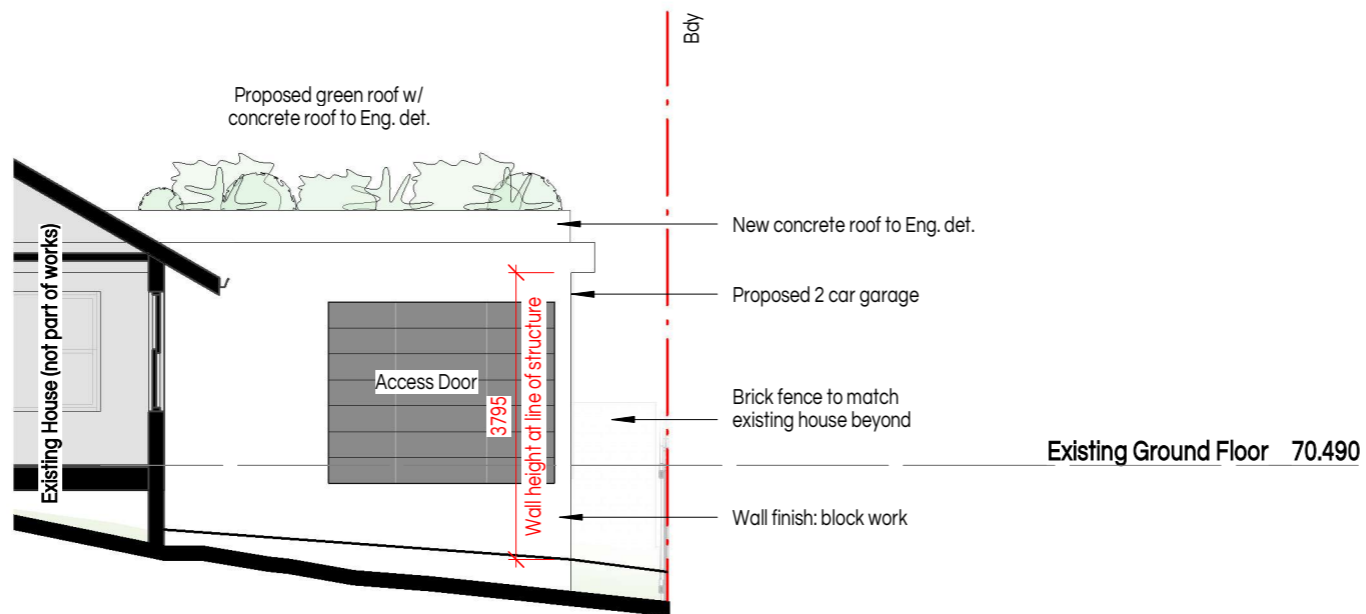 Bdy
Proposed green roof w/
concrete roof to Eng. det.
New concrete roof to Eng. det.
Proposed 2 car garage
Existing House (not part of works)
Access Door
3795
Wall height at line of structure
Brick fence to match
existing house beyond
Existing Ground Floor 70.490
Wall finish: block work